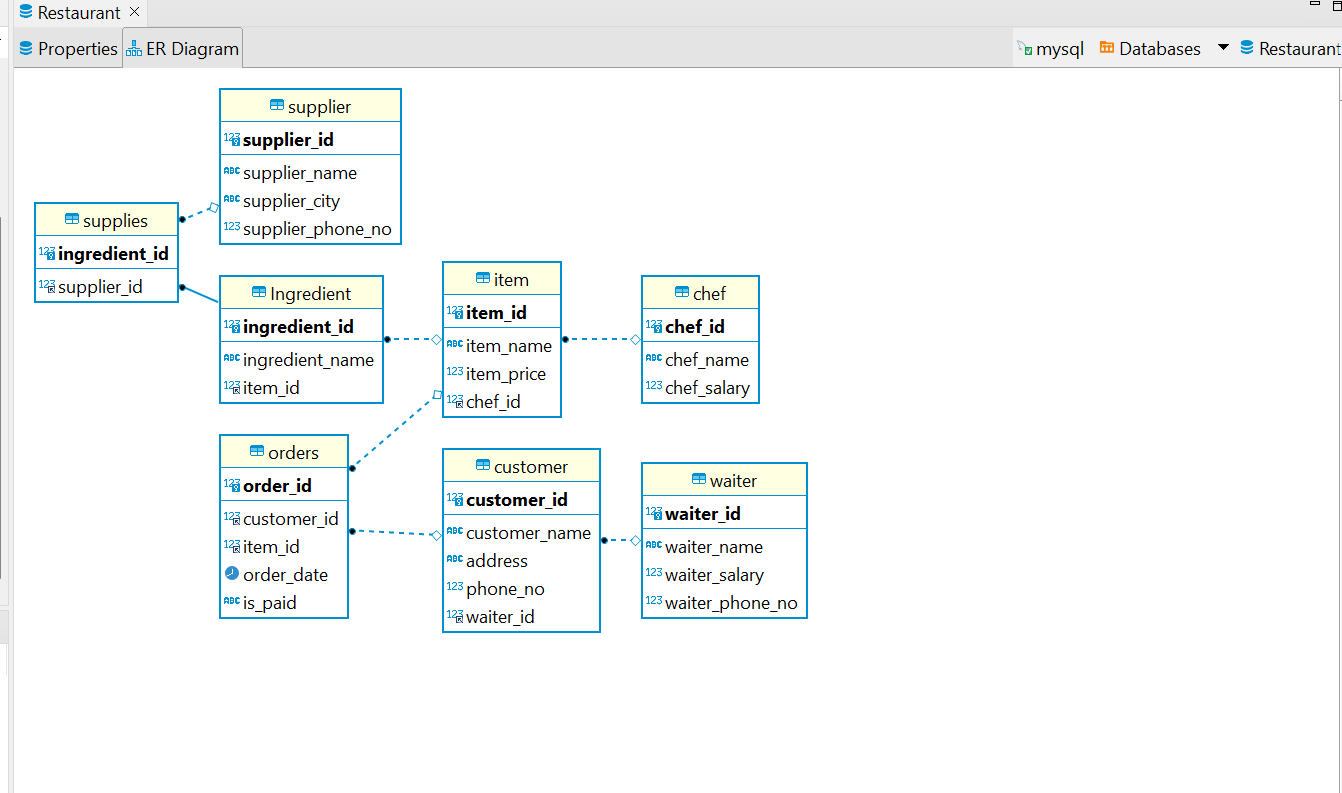 Restaurant
Properties
ER Diagram
mysql
Databases
Restaurant
supplier
123 supplier_id
ABC supplier_name
ABC supplier_city
123 supplier_phone_no
supplies
123 ingredient_id
123 supplier_id
Ingredient
123 ingredient_id
ABC ingredient_name
123 item_id
item
123 item_id
ABC item_name
123 item_price
123 chef_id
chef
123 chef_id
ABC chef_name
123 chef_salary
orders
123 order_id
123 customer_id
123 item_id
order_date
ABC is_paid
customer
123 customer_id
ABC customer_name
ABC address
123 phone_no
123 waiter_id
waiter
123 waiter_id
ABC waiter_name
123 waiter_salary
123 waiter_phone_no